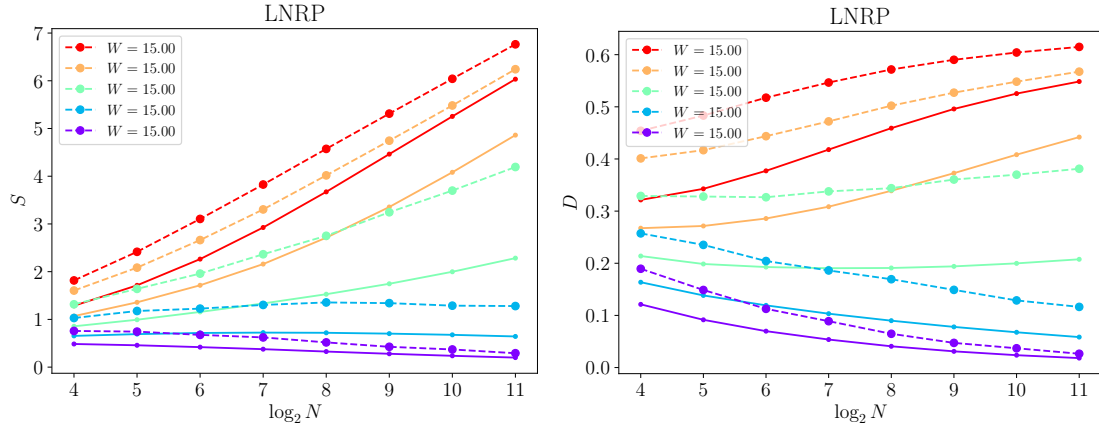 LNRP
7
6
5
4
3
2
1
0
S
W = 15.00
W = 15.00
W = 15.00
W = 15.00
W = 15.00
4 5 6 7 8 9 10 11
log₂ N
LNRP
0.6
0.5
0.4
0.3
0.2
0.1
0.0
D
W = 15.00
W = 15.00
W = 15.00
W = 15.00
W = 15.00
4 5 6 7 8 9 10 11
log₂ N